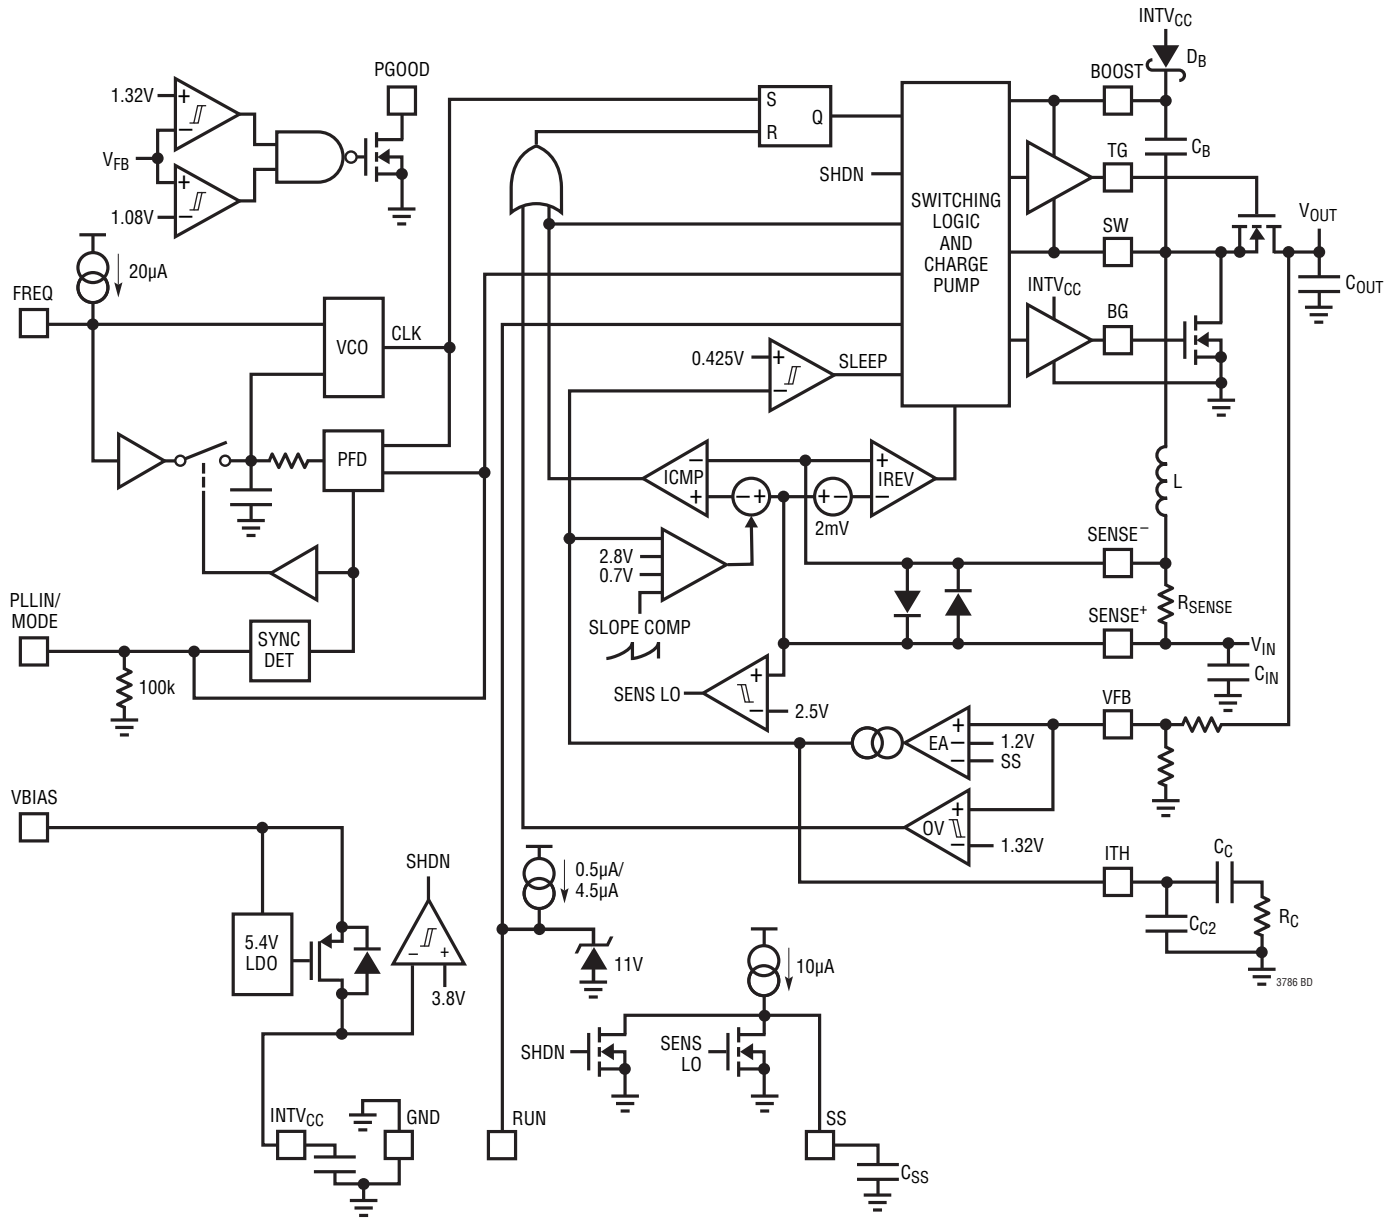 INTVCC
DB
PGOOD
BOOST
1.32V
+
−
VFB
+
1.08V
−
S
R
Q
CB
TG
SHDN
SWITCHING
LOGIC
AND
CHARGE
PUMP
VOUT
SW
COUT
20µA
FREQ
INTVCC
BG
VCO
CLK
0.425V
+
−
SLEEP
PFD
−
ICMP
+
− +
+ −
2mV
+
IREV
−
L
2.8V
0.7V
SENSE−
SLOPE COMP
PLLIN/
MODE
SYNC
DET
SENSE+
RSENSE
VIN
CIN
100k
SENS LO
+
−
2.5V
VFB
+
EA −
−
1.2V
SS
VBIAS
+
OV
−
1.32V
SHDN
0.5µA/
4.5µA
ITH
CC
RC
CC2
5.4V
LDO
− +
3.8V
11V
10µA
3786 BD
SHDN
SENS
LO
INTVCC
GND
RUN
SS
CSS